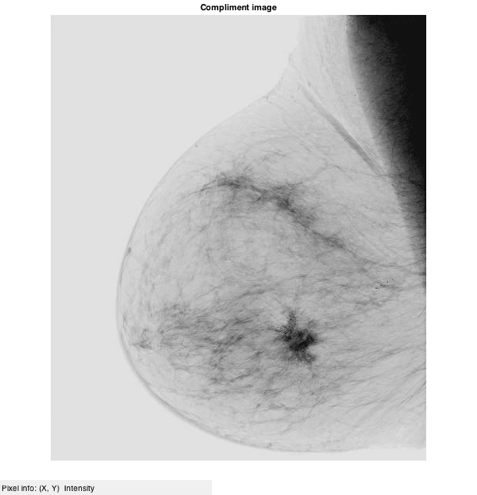 Compliment image
Pixel info: (X, Y) Intensity